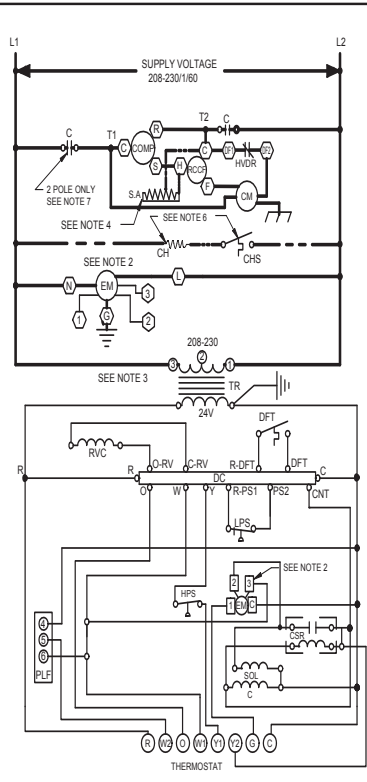 L1 L2
SUPPLY VOLTAGE
208-230/1/60
C T1 C COMP R T2 C
S H RCCF C DF1 HVDR DF2
2 POLE ONLY
SEE NOTE 7
S.A F CM
SEE NOTE 4 SEE NOTE 6
CH CHS
SEE NOTE 2
L
N EM 3
1 G 2
208-230
3 2 1
SEE NOTE 3
TR
24V
DFT
RVC O-RV C-RV R-DFT DFT
R R DC C
O W Y R-PS1 PS2 CNT
LPS
SEE NOTE 2
2 3
HPS
1 EM C
4
5
6
PLF
CSR
SOL
C
R W2 O W1 Y1 Y2 G C
THERMOSTAT